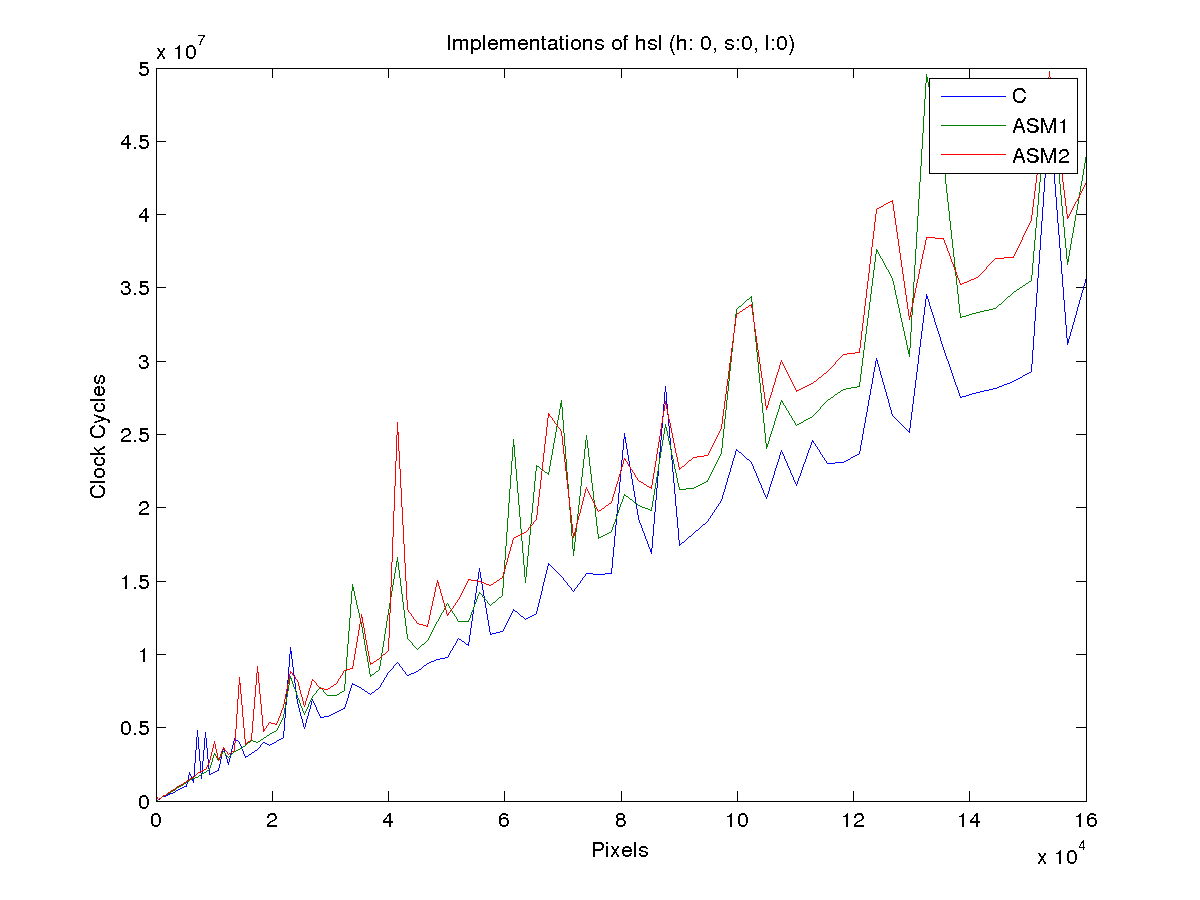 Implementations of hsl (h: 0, s:0, l:0)
x 10^7
5
4.5
4
3.5
3
2.5
2
1.5
1
0.5
0
Clock Cycles
C
ASM1
ASM2
0 2 4 6 8 10 12 14 16
Pixels
x 10^4